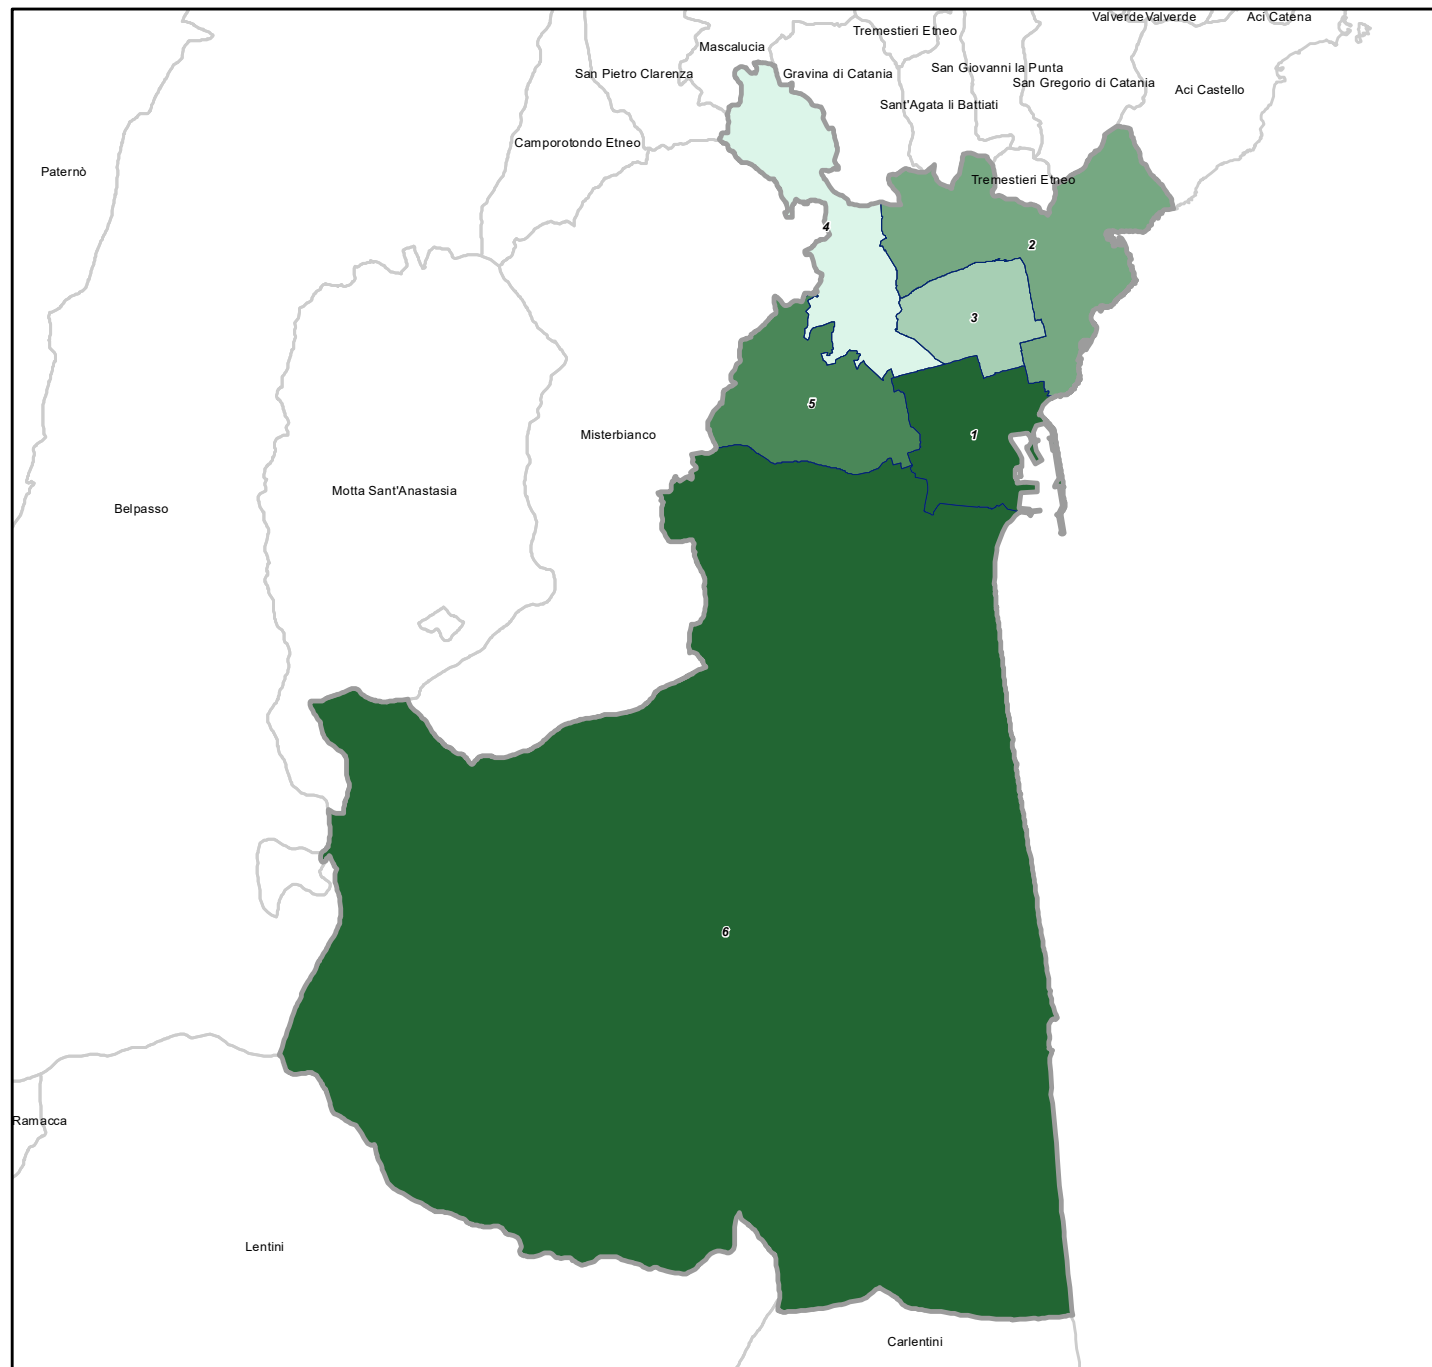 Valverde Valverde
Aci Catena
Tremestieri Etneo
Mascalucia
San Pietro Clarenza
Gravina di Catania
San Giovanni la Punta
San Gregorio di Catania
Aci Castello
Sant'Agata li Battiati
Camporotondo Etneo
Paternò
Tremestieri Etneo
4
2
3
5
1
Misterbianco
Motta Sant'Anastasia
Belpasso
6
Ramacca
Lentini
Carlentini